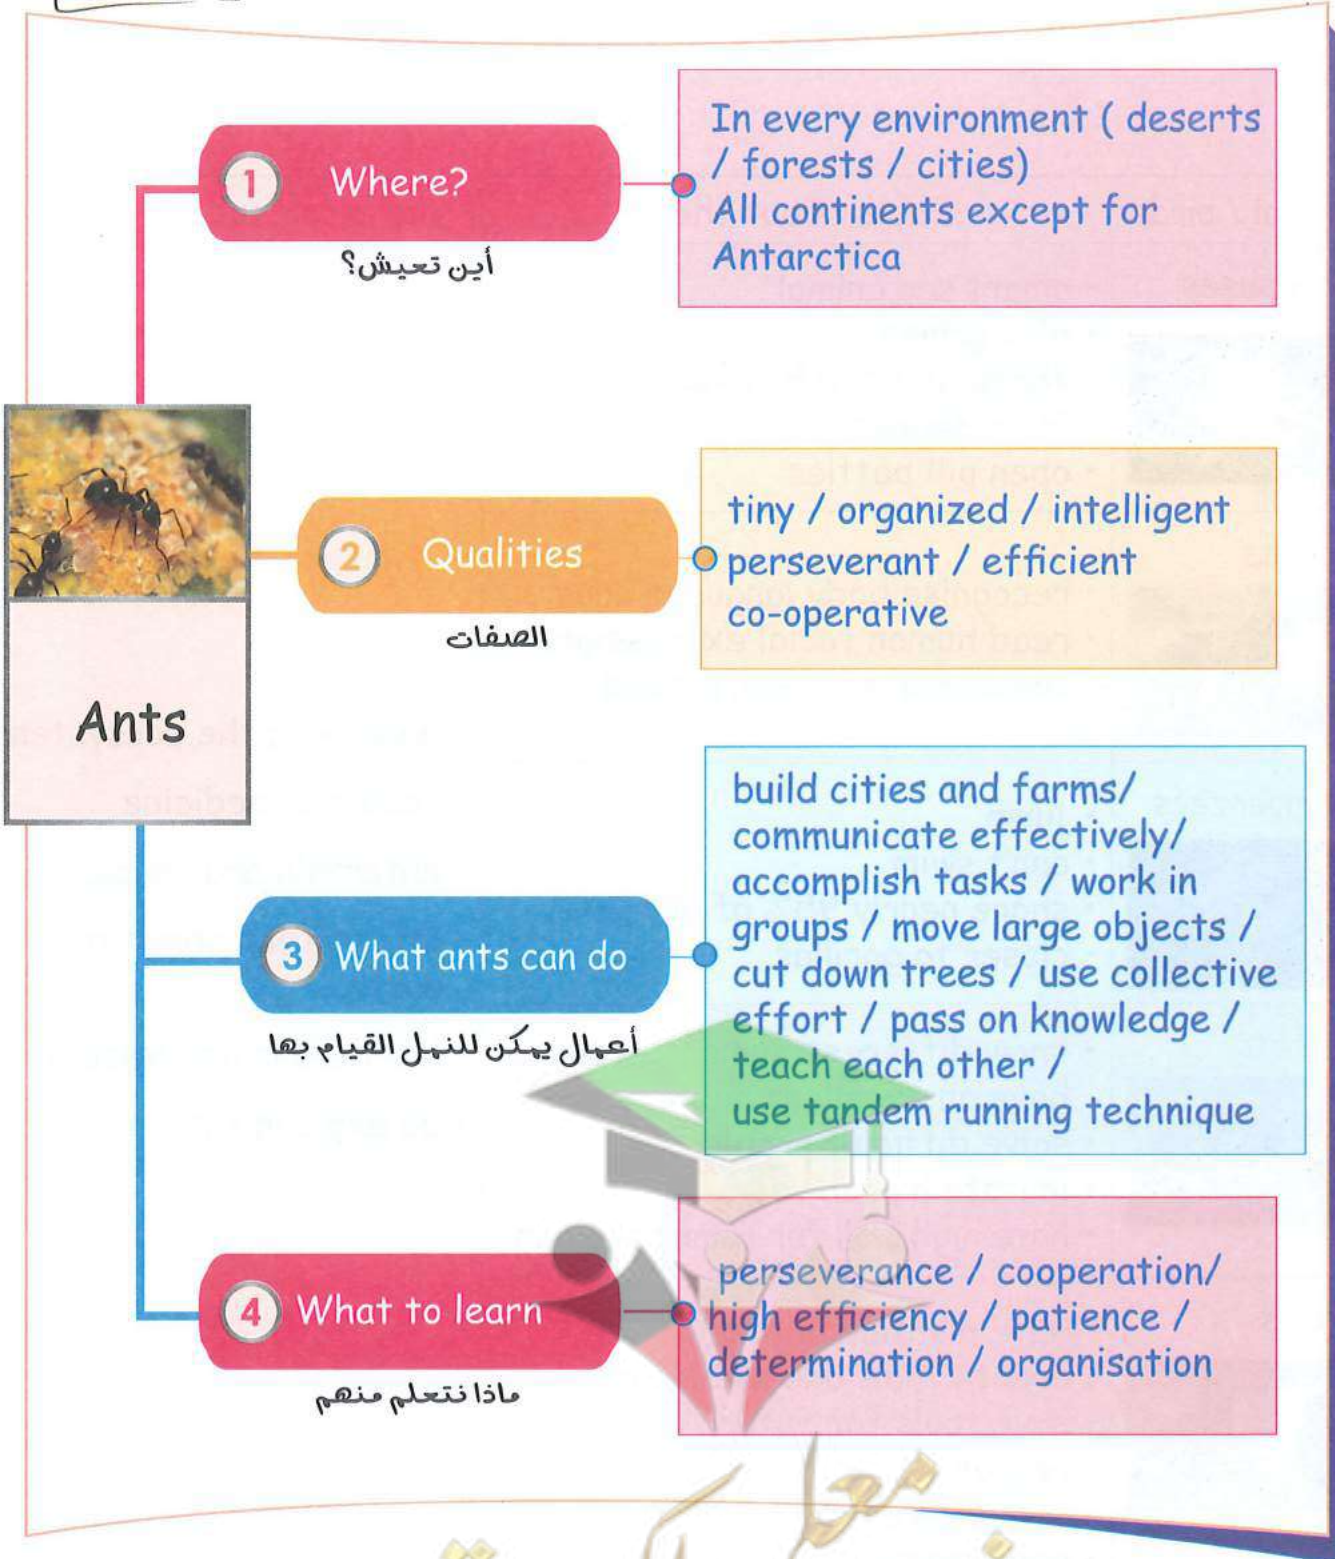 1 Where?
أين تعيش؟
In every environment ( deserts
/ forests / cities)
All continents except for
Antarctica
Ants
2 Qualities
الصفات
tiny / organized / intelligent
perseverant / efficient
co-operative
3 What ants can do
أعمال يمكن للنمل القيام بها
build cities and farms/
communicate effectively/
accomplish tasks / work in
groups / move large objects /
cut down trees / use collective
effort / pass on knowledge /
teach each other /
use tandem running technique
4 What to learn
ماذا نتعلم منهم
perseverance / cooperation/
high efficiency / patience /
determination / organisation